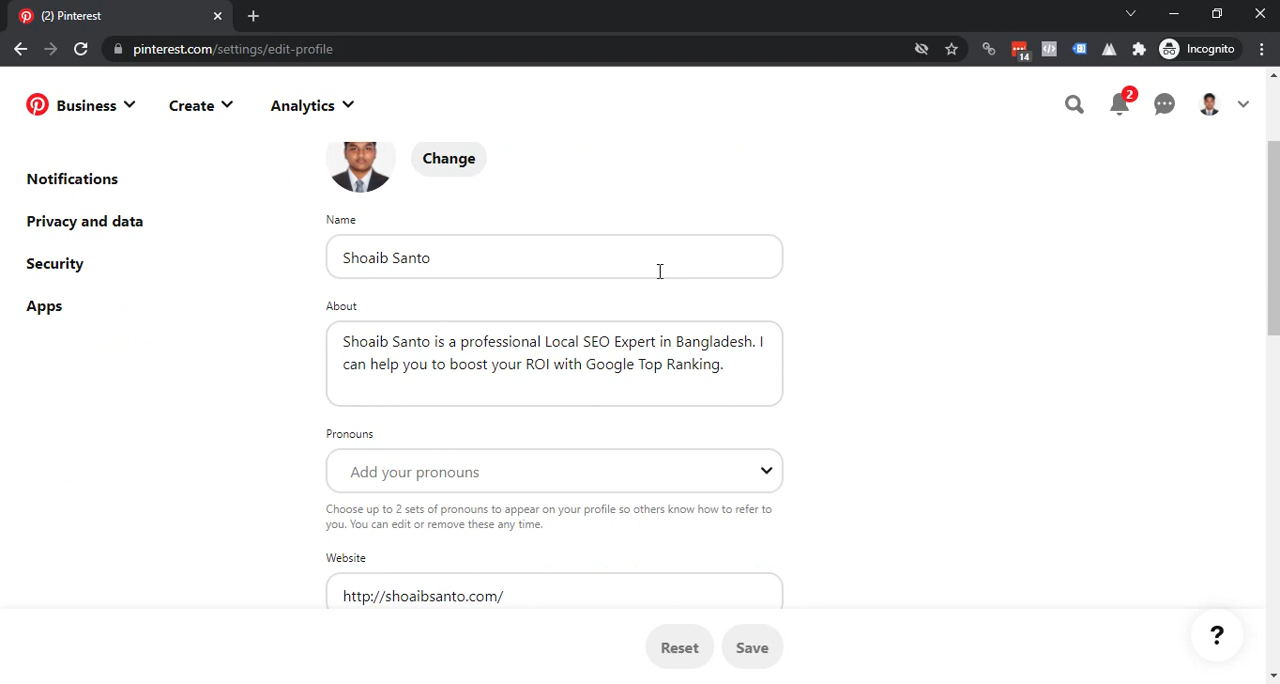 (2) Pinterest
pinterest.com/settings/edit-profile
14
Incognito
Business
Create
Analytics
2
Change
Notifications
Privacy and data
Security
Apps
Name
Shoaib Santo
About
Shoaib Santo is a professional Local SEO Expert in Bangladesh. I
can help you to boost your ROI with Google Top Ranking.
Pronouns
Add your pronouns
Choose up to 2 sets of pronouns to appear on your profile so others know how to refer to
you. You can edit or remove these any time.
Website
http://shoaibsanto.com/
Reset
Save
?